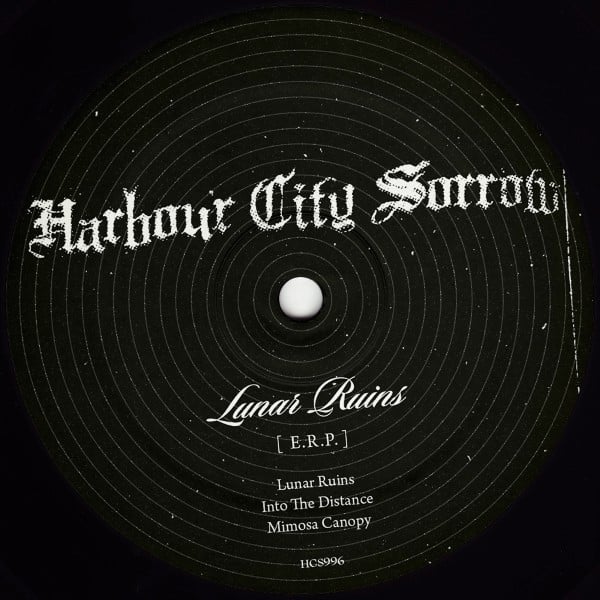 Harbour City Sorrow
Lunar Ruins
[ E.R.P. ]
Lunar Ruins
Into The Distance
Mimosa Canopy
HCS996